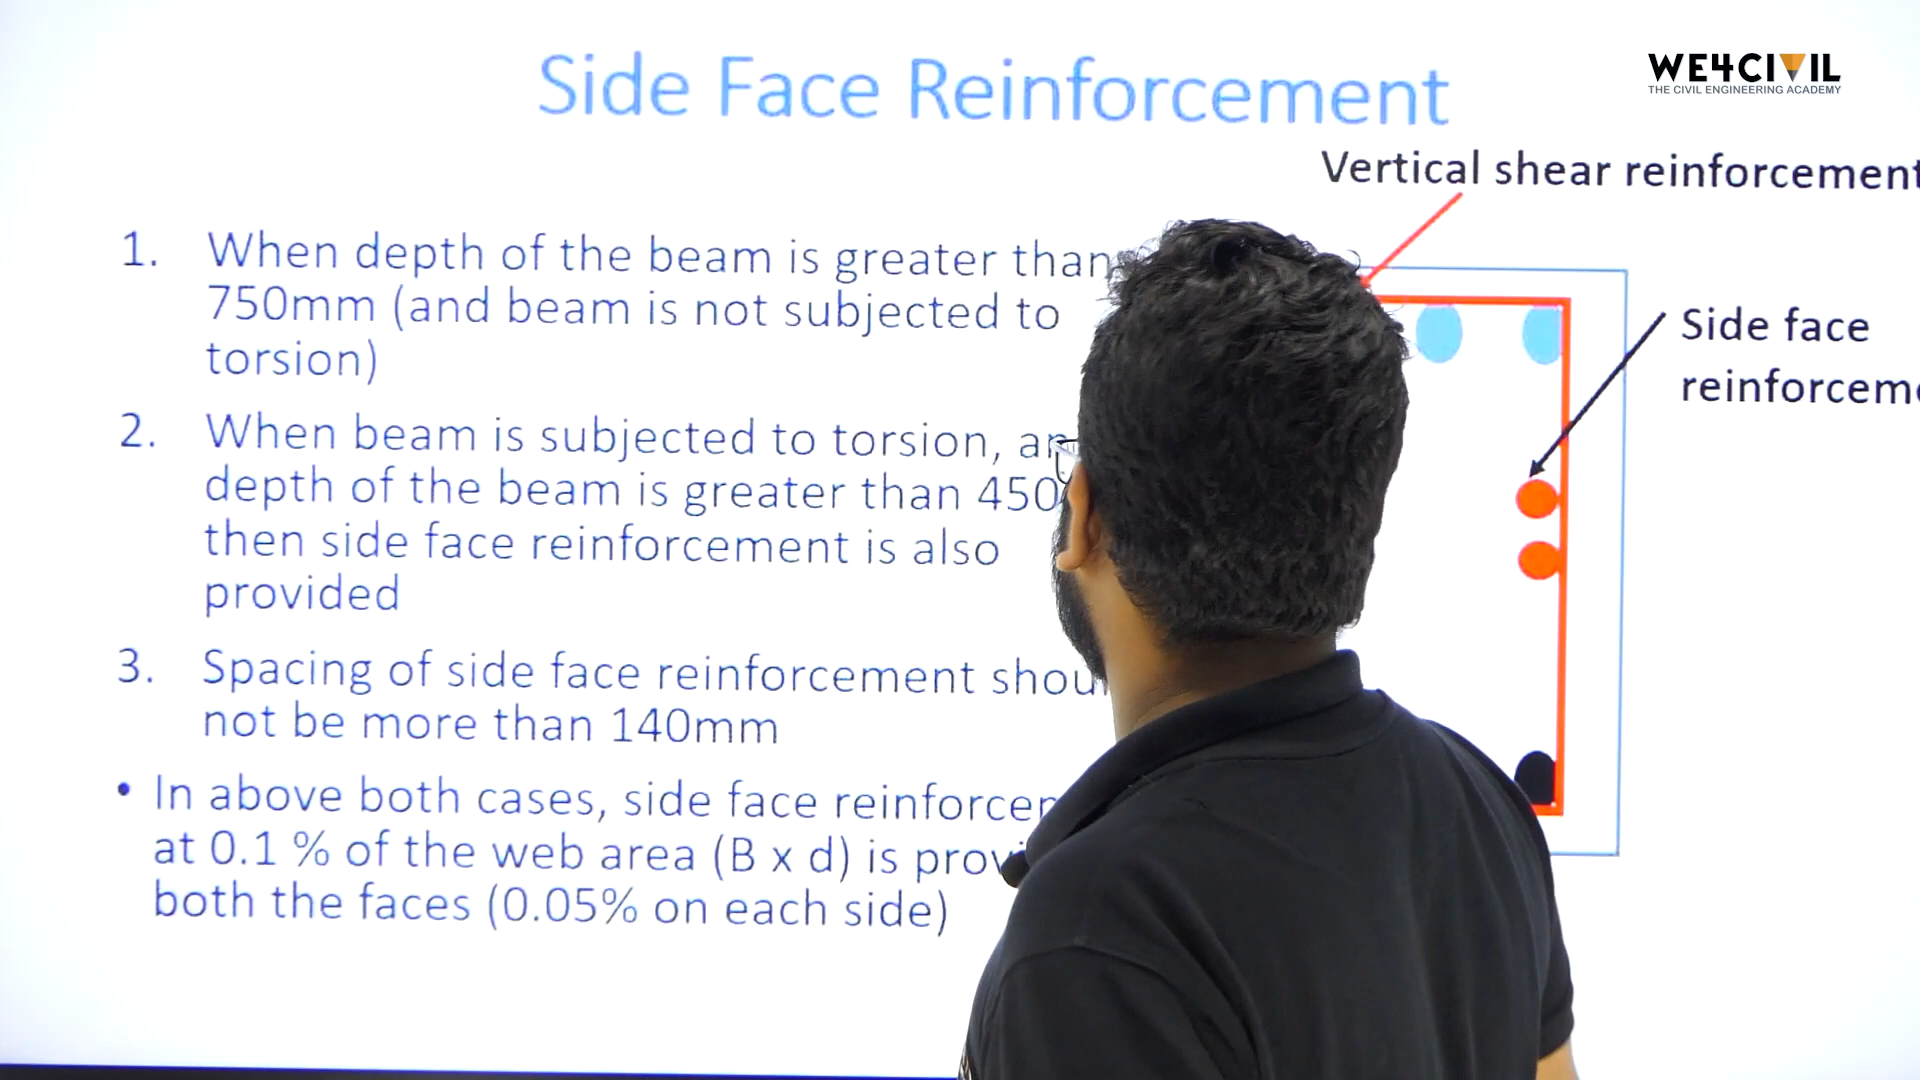 Side Face Reinforcement
WE4CIVIL
THE CIVIL ENGINEERING ACADEMY
Vertical shear reinforcement
1. When depth of the beam is greater than
750mm (and beam is not subjected to
torsion)
2. When beam is subjected to torsion,
depth of the beam is greater than 450
then side face reinforcement is also
provided
3. Spacing of side face reinforcement
not be more than 140mm
• In above both cases, side face
at 0.1 % of the web area (B x d) is
both the faces (0.05% on each side)
Side face